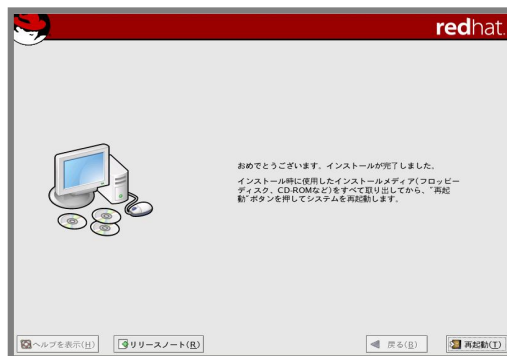 redhat.
おめでとうございます。インストールが完了しました。
インストール時に使用したインストールメディア(フロッピー
ディスク、CD-ROMなど)をすべて取り出してから、"再起
動"ボタンを押してシステムを再起動します。
ヘルプを表示(H)
リリースノート(R)
戻る(B)
再起動(T)